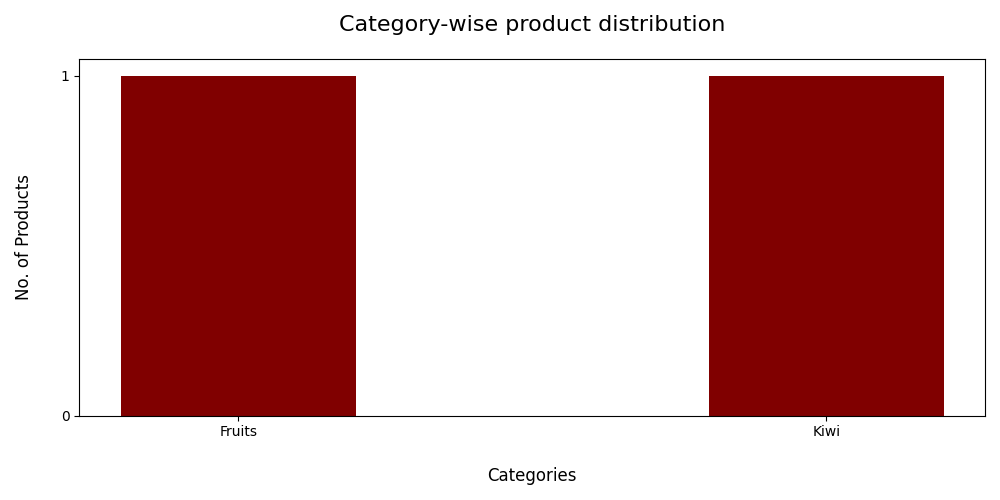 Category-wise product distribution
1
No. of Products
0
Fruits
Kiwi
Categories